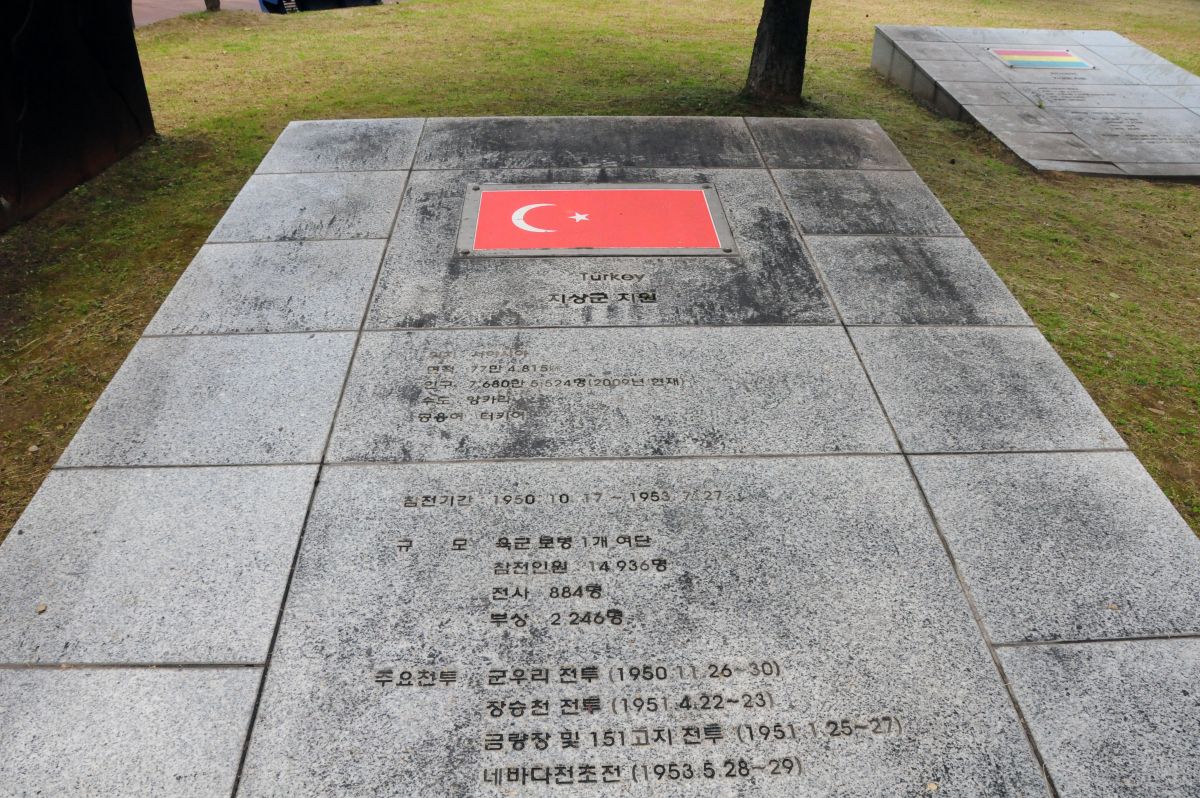 Turkey
지상군 지원
위치 서아시아
면적 77만 4,815㎢
인구 7,680만 5,524명(2009년 현재)
수도 앙카라
공용어 터키어
참전기간 1950. 10. 17 ~ 1953. 7. 27
규 모 육군 보병 1개 여단
참전인원 14,936명
전사 884명
부상 2,246명
주요전투 군우리 전투 (1950.11.26~30)
장승천 전투 (1951.4.22~23)
금량장 및 151고지 전투 (1951.1.25~27)
네바다전초전 (1953.5.28~29)